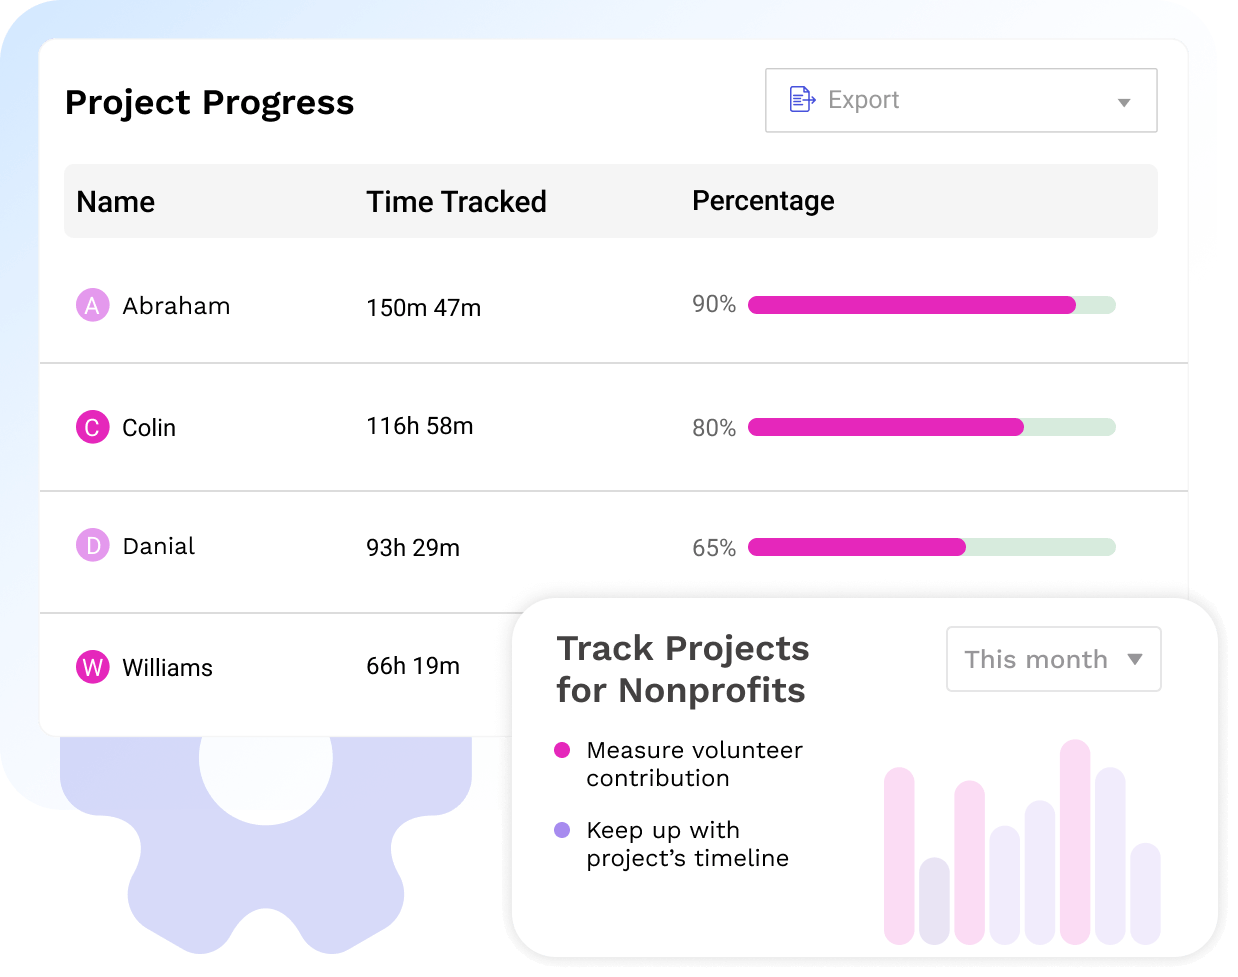 Project Progress
Export
Name Time Tracked Percentage
A Abraham 150m 47m 90%
C Colin 116h 58m 80%
D Danial 93h 29m 65%
W Williams 66h 19m
Track Projects
for Nonprofits
This month
Measure volunteer
contribution
Keep up with
project’s timeline